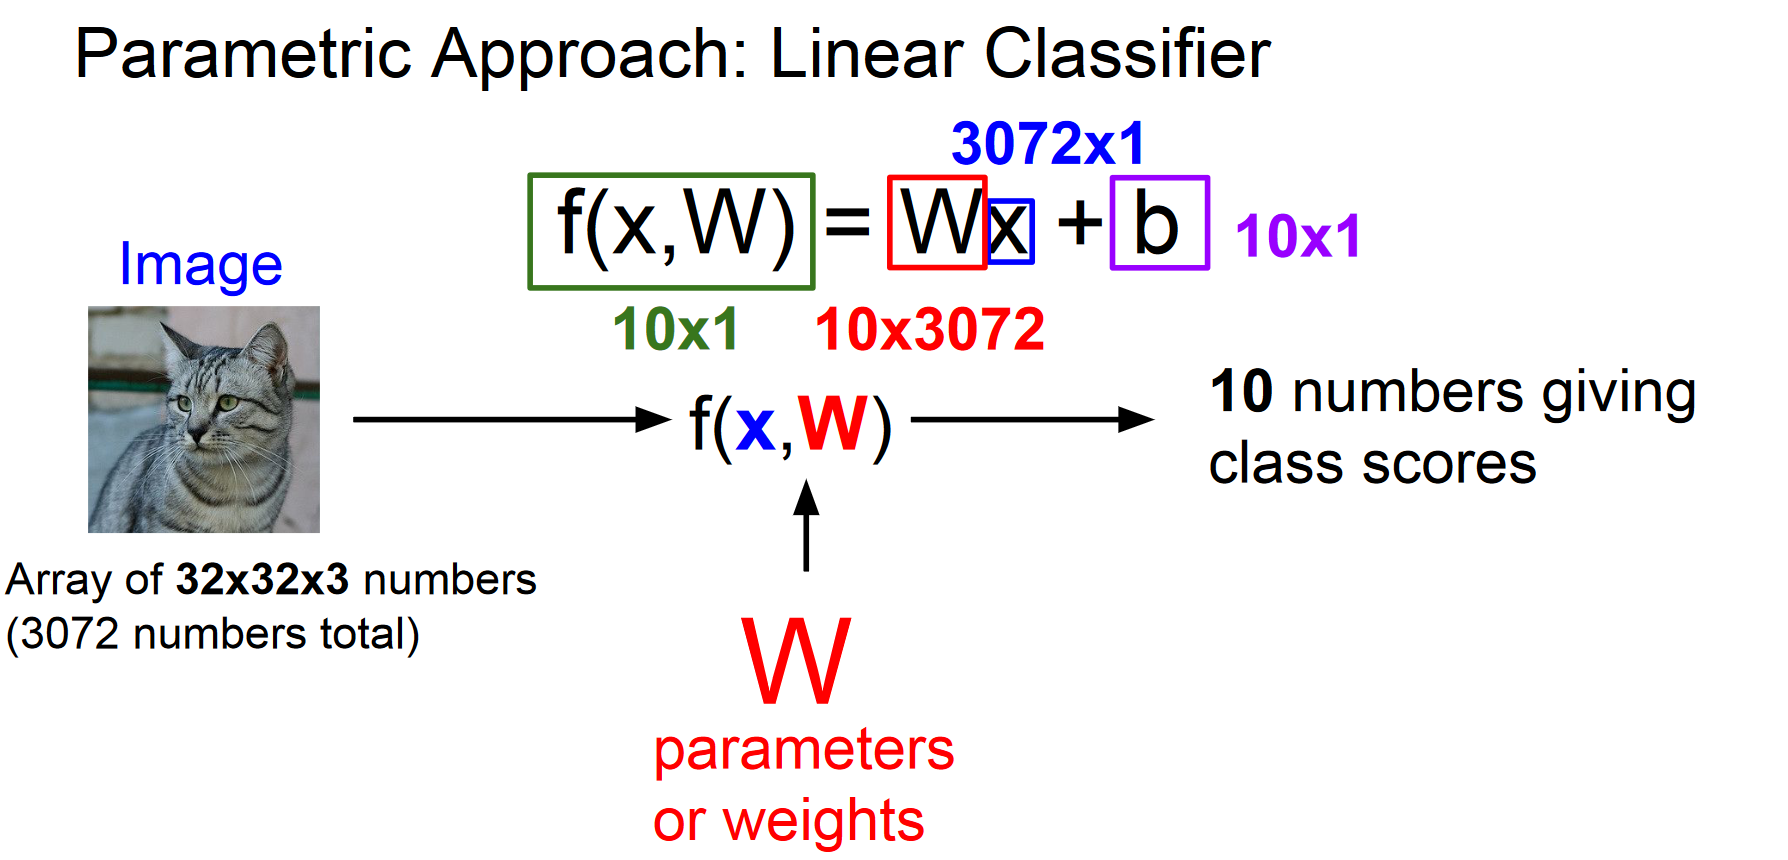 Parametric Approach: Linear Classifier
3072x1
f(x,W) = Wx + b 10x1
10x1 10x3072
Image
f(x,W)
10 numbers giving
class scores
Array of 32x32x3 numbers
(3072 numbers total)
W
parameters
or weights